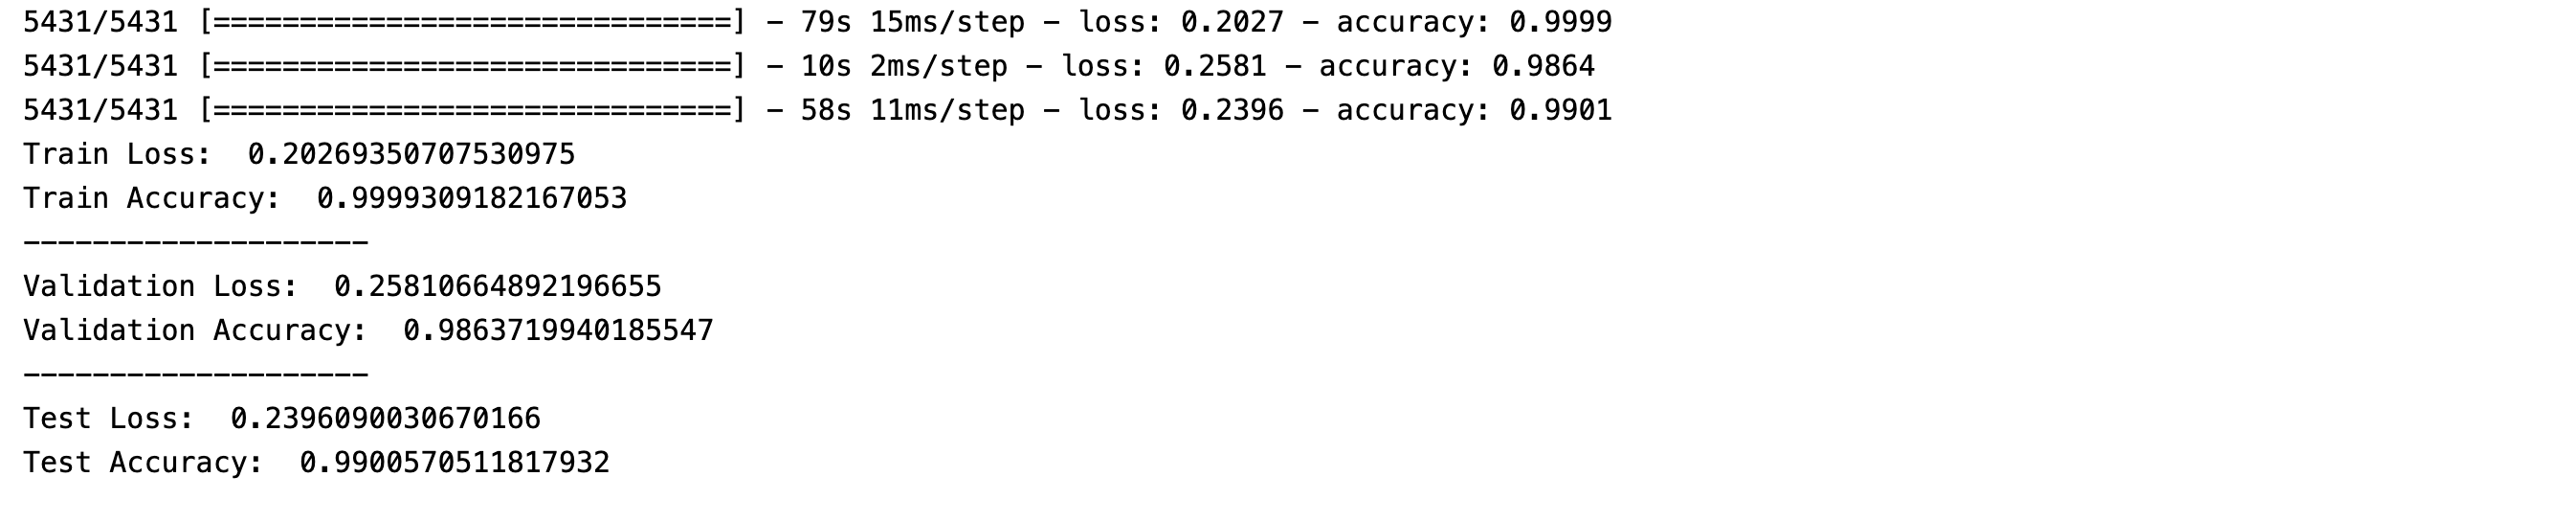 5431/5431 [==============================] - 79s 15ms/step - loss: 0.2027 - accuracy: 0.9999
5431/5431 [==============================] - 10s 2ms/step - loss: 0.2581 - accuracy: 0.9864
5431/5431 [==============================] - 58s 11ms/step - loss: 0.2396 - accuracy: 0.9901
Train Loss:  0.20269350707530975
Train Accuracy:  0.9999309182167053
--------------------
Validation Loss:  0.25810664892196655
Validation Accuracy:  0.9863719940185547
--------------------
Test Loss:  0.2396090030670166
Test Accuracy:  0.9900570511817932